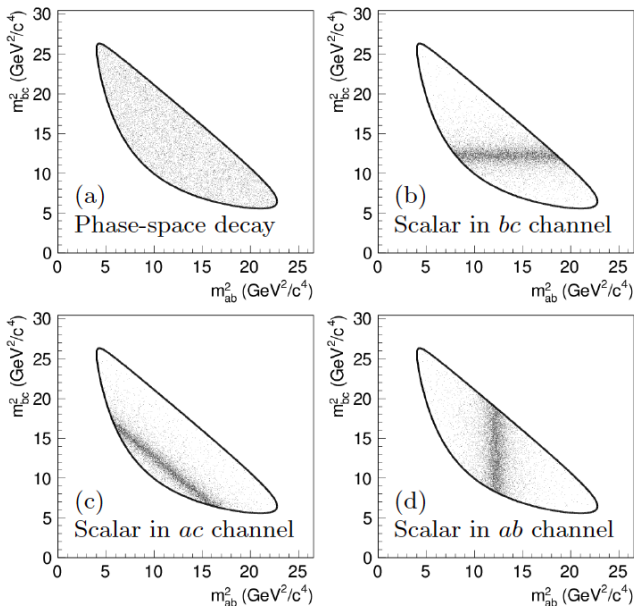 m²bc (GeV²/c⁴)
30
25
20
15
10
5
0
(a)
Phase-space decay
0 5 10 15 20 25
m²ab (GeV²/c⁴)
m²bc (GeV²/c⁴)
30
25
20
15
10
5
0
(b)
Scalar in bc channel
0 5 10 15 20 25
m²ab (GeV²/c⁴)
m²bc (GeV²/c⁴)
30
25
20
15
10
5
0
(c)
Scalar in ac channel
0 5 10 15 20 25
m²ab (GeV²/c⁴)
m²bc (GeV²/c⁴)
30
25
20
15
10
5
0
(d)
Scalar in ab channel
0 5 10 15 20 25
m²ab (GeV²/c⁴)